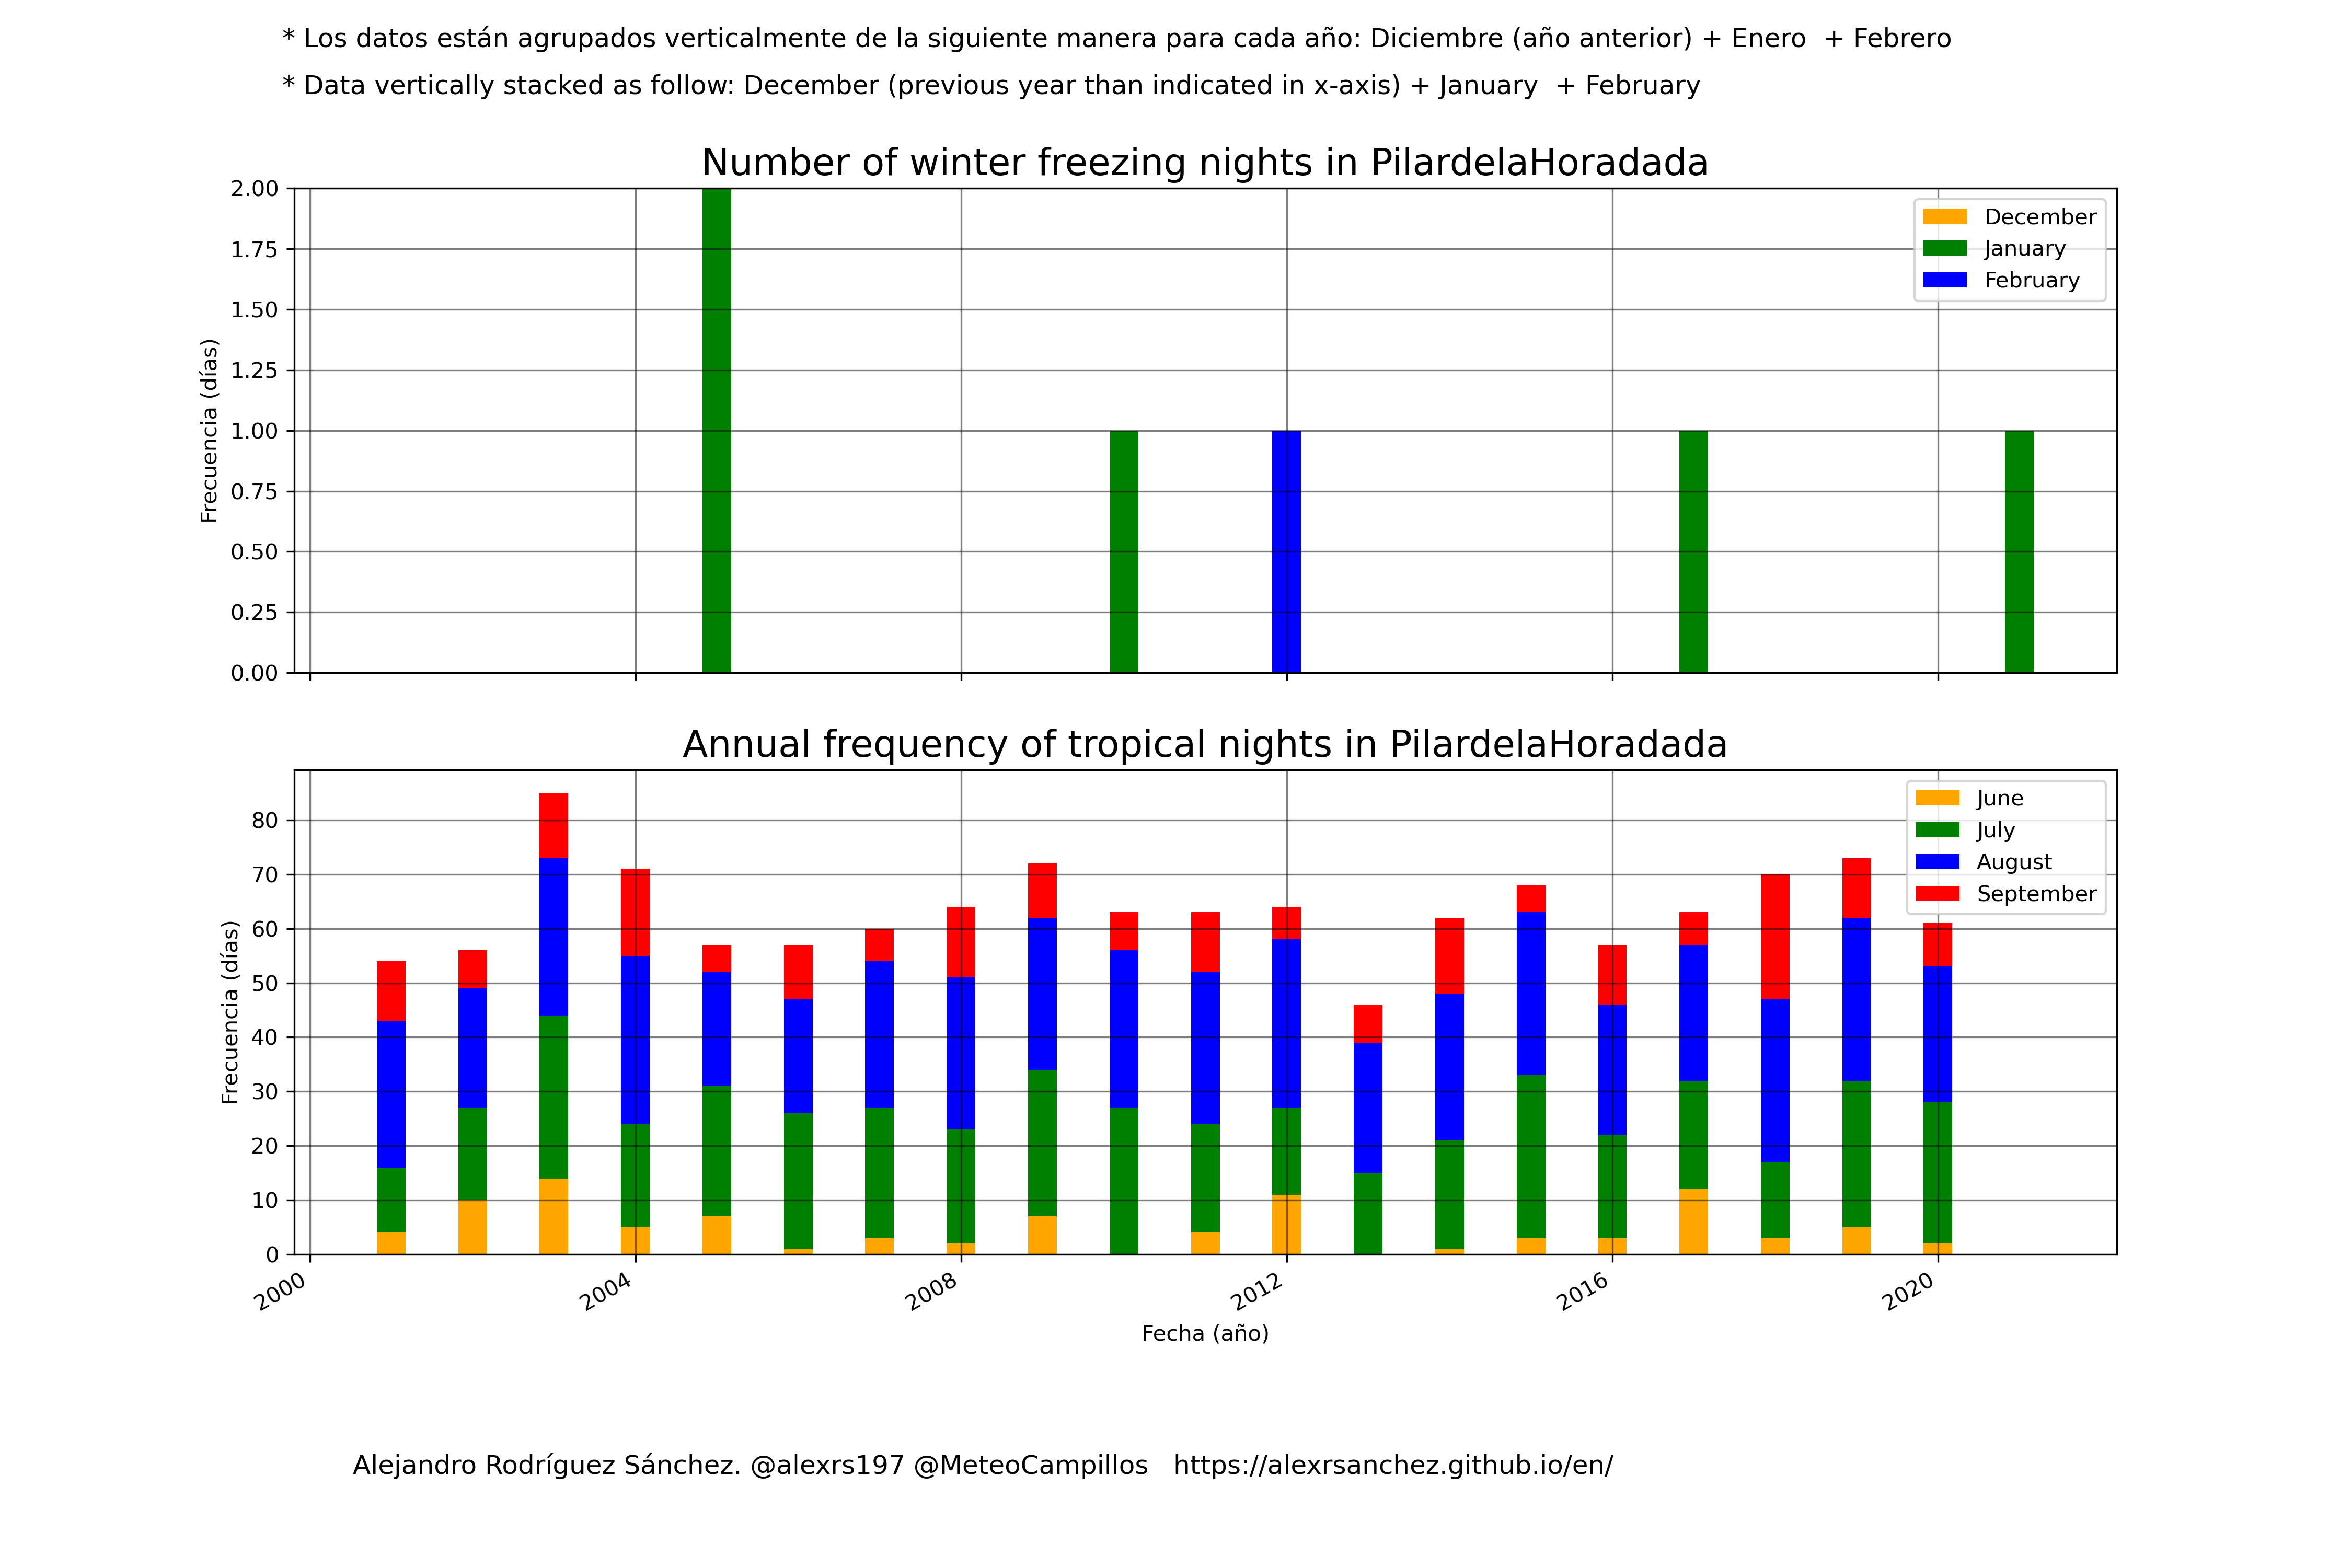 * Los datos están agrupados verticalmente de la siguiente manera para cada año: Diciembre (año anterior) + Enero  + Febrero
* Data vertically stacked as follow: December (previous year than indicated in x-axis) + January  + February
Number of winter freezing nights in PilardelaHoradada
2.00
1.75
1.50
1.25
1.00
0.75
0.50
0.25
0.00
Frecuencia (días)
December
January
February
Annual frequency of tropical nights in PilardelaHoradada
80
70
60
50
40
30
20
10
0
Frecuencia (días)
June
July
August
September
2000
2004
2008
2012
2016
2020
Fecha (año)
Alejandro Rodríguez Sánchez. @alexrs197 @MeteoCampillos   https://alexrsanchez.github.io/en/